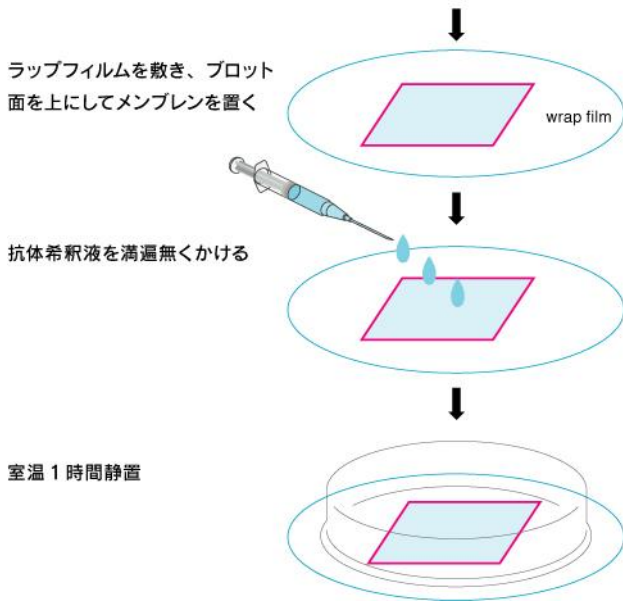 ラップフィルムを敷き、ブロット
面を上にしてメンブレンを置く
wrap film
抗体希釈液を満遍無くかける
室温 1 時間静置